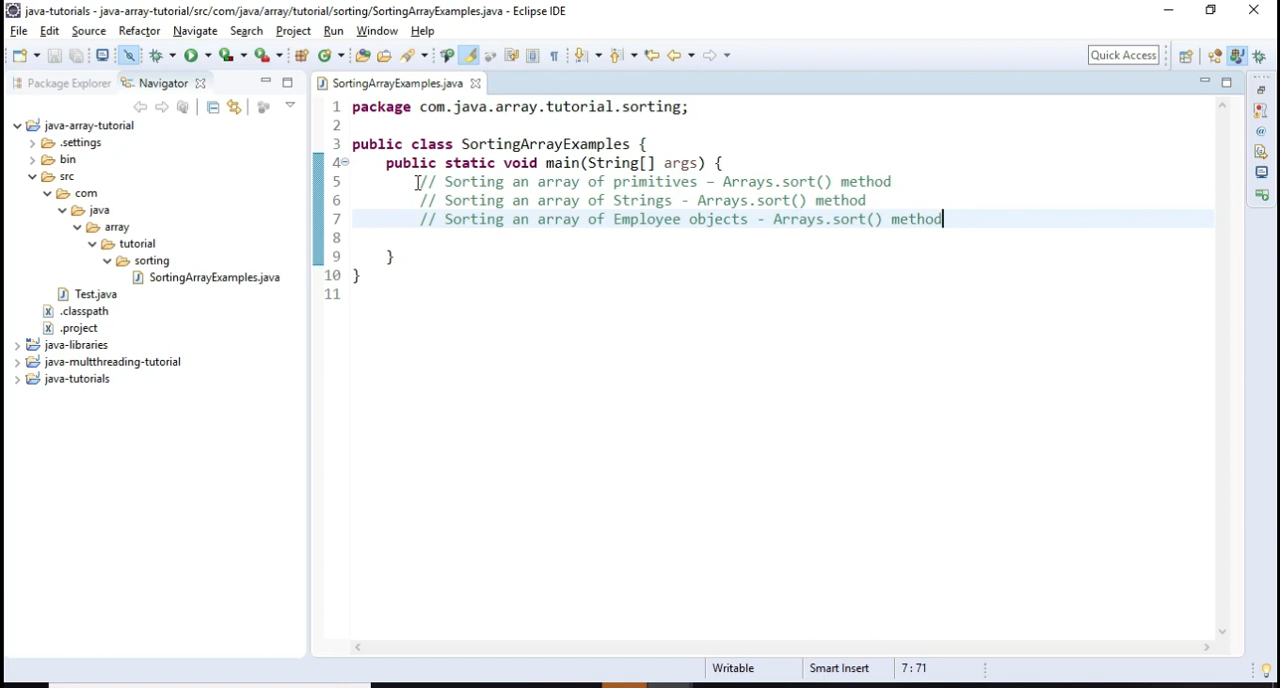 java-tutorials - java-array-tutorial/src/com/java/array/tutorial/sorting/SortingArrayExamples.java - Eclipse IDE
File Edit Source Refactor Navigate Search Project Run Window Help
Quick Access
Package Explorer Navigator
SortingArrayExamples.java
java-array-tutorial
.settings
bin
src
com
java
array
tutorial
sorting
SortingArrayExamples.java
Test.java
.classpath
.project
java-libraries
java-multthreading-tutorial
java-tutorials
1 package com.java.array.tutorial.sorting;
2
3 public class SortingArrayExamples {
4 public static void main(String[] args) {
5 // Sorting an array of primitives – Arrays.sort() method
6 // Sorting an array of Strings - Arrays.sort() method
7 // Sorting an array of Employee objects - Arrays.sort() method
8
9 }
10 }
11
Writable Smart Insert 7 : 71